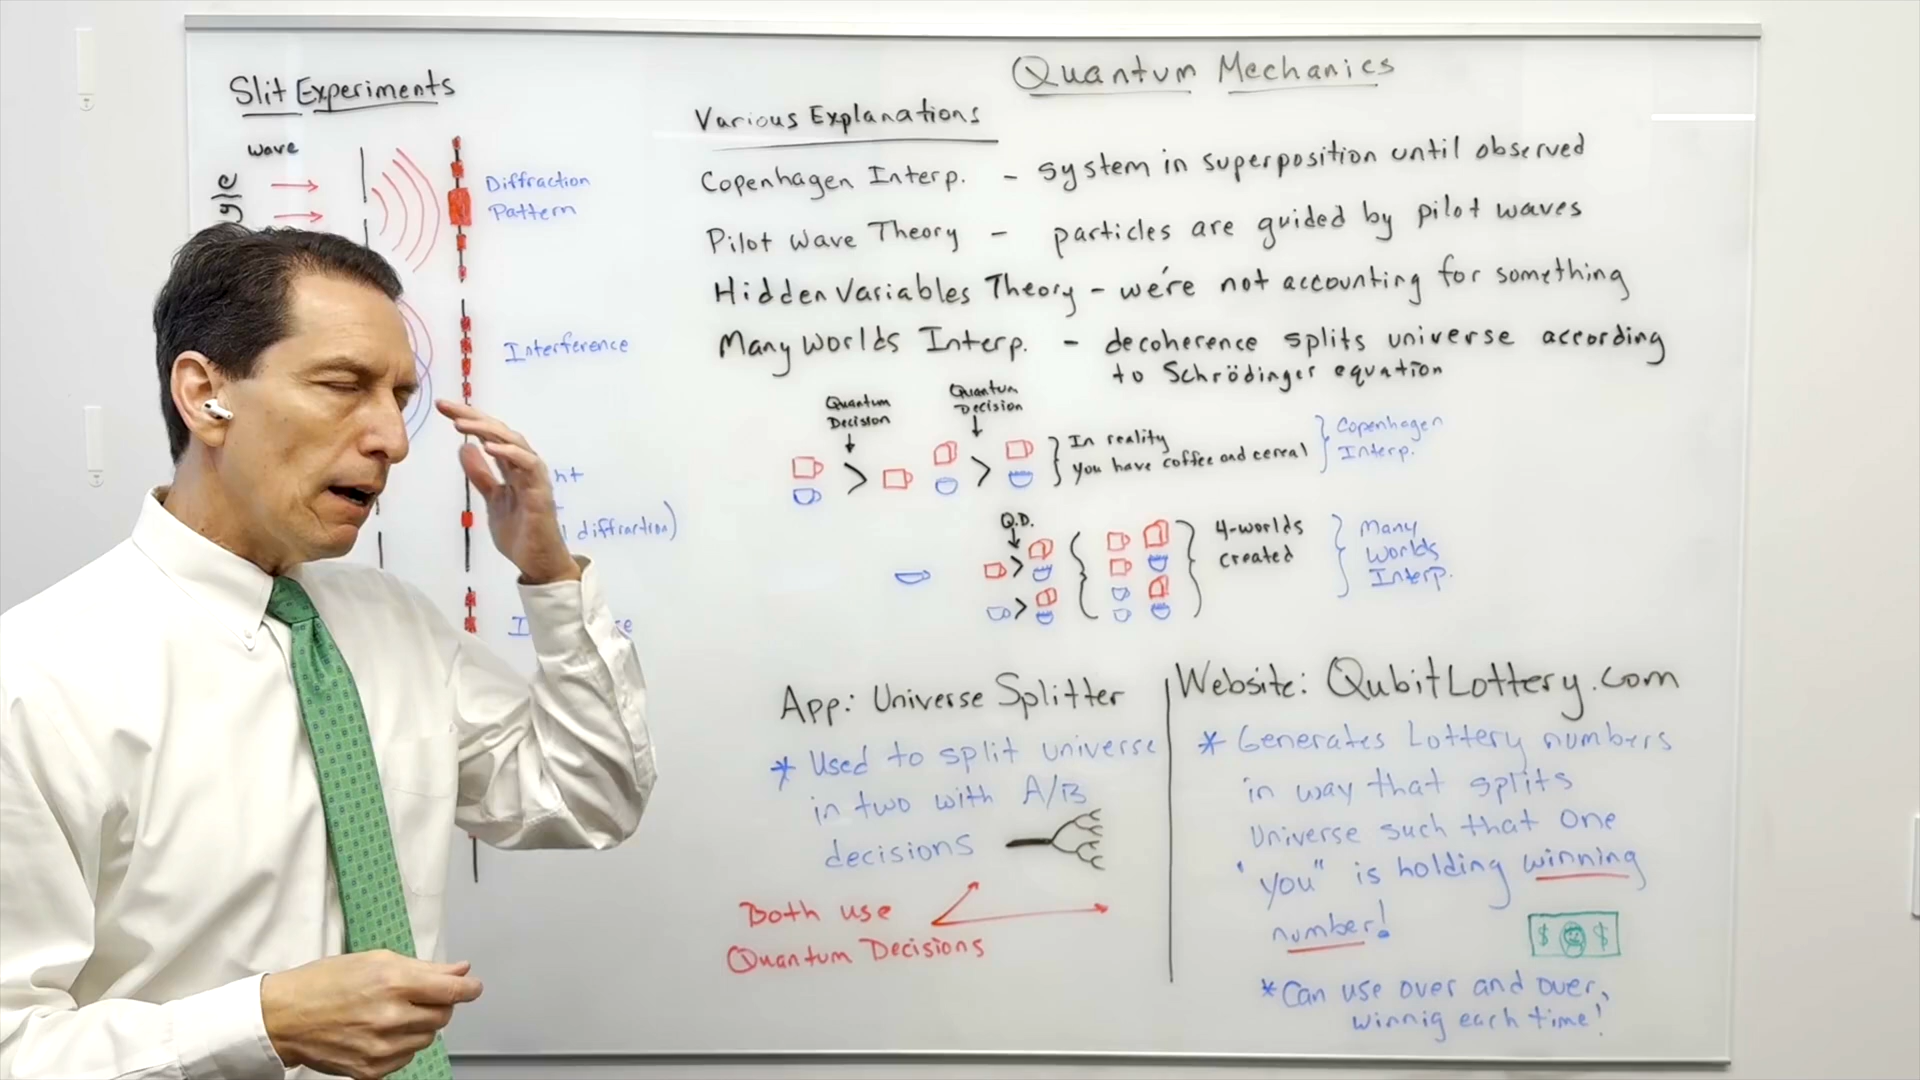 Quantum Mechanics
Slit Experiments
wave
Diffraction
Pattern
Interference
diffraction)
Various Explanations
Copenhagen Interp. - system in superposition until observed
Pilot Wave Theory - particles are guided by pilot waves
Hidden Variables Theory - we're not accounting for something
Many Worlds Interp. - decoherence splits universe according
to Schrödinger equation
Quantum
Decision
Quantum
Decision
In reality
you have coffee and cereal
Copenhagen
Interp.
Q.D.
4-worlds
created
Many
Worlds
Interp.
App: Universe Splitter
* Used to split universe
in two with A/B
decisions
Both use
Quantum Decisions
Website: QubitLottery.com
* Generates Lottery numbers
in way that splits
Universe such that one
"you" is holding winning
number!
$ $
* Can use over and over,
winnig each time!